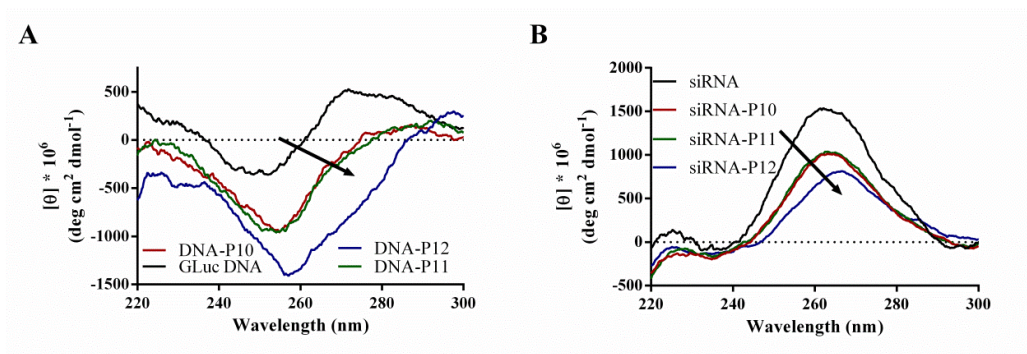 A
[θ] * 10⁶
(deg cm² dmol⁻¹)
500
0
-500
-1000
-1500
DNA-P10
GLuc DNA
DNA-P12
DNA-P11
220
240
260
280
300
Wavelength (nm)
B
[θ] * 10⁶
(deg cm² dmol⁻¹)
2000
1500
1000
500
0
-500
siRNA
siRNA-P10
siRNA-P11
siRNA-P12
220
240
260
280
300
Wavelength (nm)